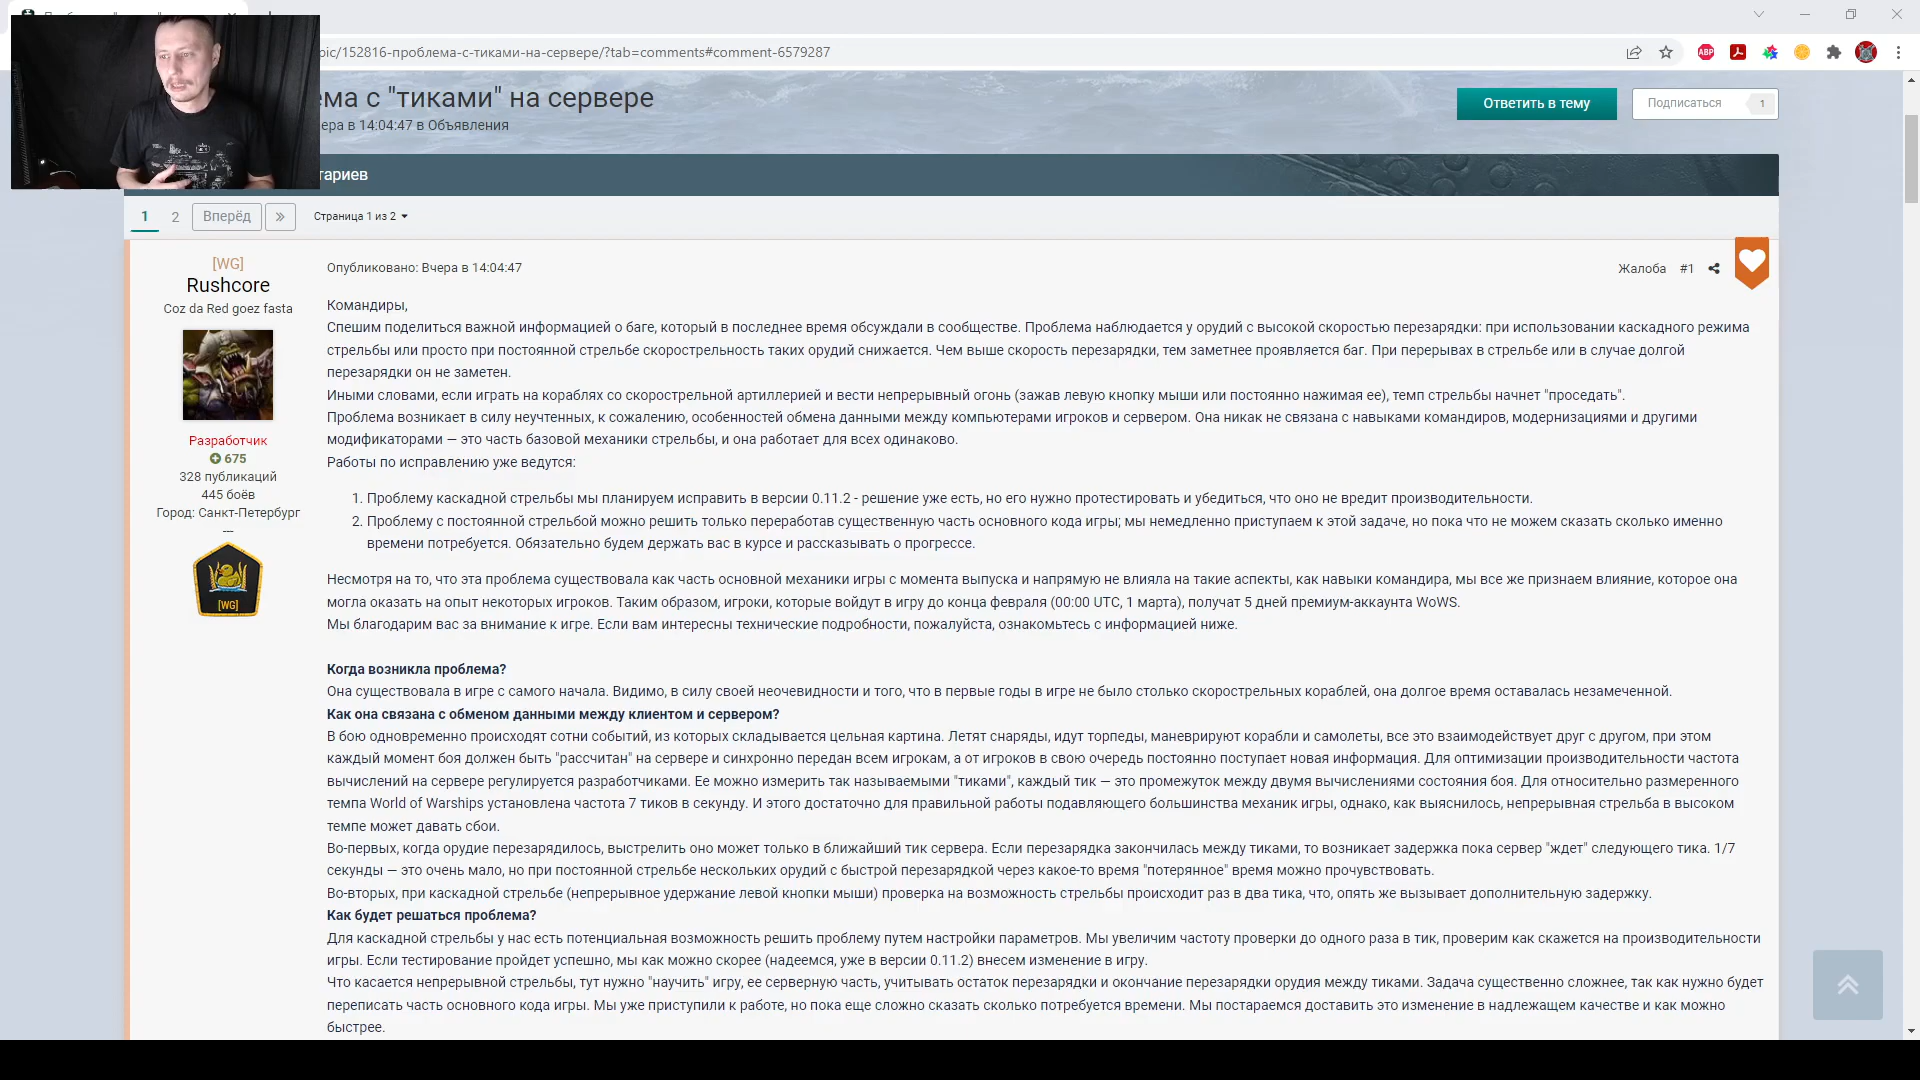 pic/152816-проблема-с-тиками-на-сервере/?tab=comments#comment-6579287
ABP
ема с "тиками" на сервере
ера в 14:04:47 в Объявления
Ответить в тему
Подписаться 1
тариев
1 2 Вперёд » Страница 1 из 2
[WG]
Rushcore
Coz da Red goez fasta
Разработчик
675
328 публикаций
445 боёв
Город: Санкт-Петербург
---
[WG]
Опубликовано: Вчера в 14:04:47
Жалоба #1
Командиры,
Спешим поделиться важной информацией о баге, который в последнее время обсуждали в сообществе. Проблема наблюдается у орудий с высокой скоростью перезарядки: при использовании каскадного режима
стрельбы или просто при постоянной стрельбе скорострельность таких орудий снижается. Чем выше скорость перезарядки, тем заметнее проявляется баг. При перерывах в стрельбе или в случае долгой
перезарядки он не заметен.
Иными словами, если играть на кораблях со скорострельной артиллерией и вести непрерывный огонь (зажав левую кнопку мыши или постоянно нажимая ее), темп стрельбы начнет "проседать".
Проблема возникает в силу неучтенных, к сожалению, особенностей обмена данными между компьютерами игроков и сервером. Она никак не связана с навыками командиров, модернизациями и другими
модификаторами — это часть базовой механики стрельбы, и она работает для всех одинаково.
Работы по исправлению уже ведутся:
1. Проблему каскадной стрельбы мы планируем исправить в версии 0.11.2 - решение уже есть, но его нужно протестировать и убедиться, что оно не вредит производительности.
2. Проблему с постоянной стрельбой можно решить только переработав существенную часть основного кода игры; мы немедленно приступаем к этой задаче, но пока что не можем сказать сколько именно
времени потребуется. Обязательно будем держать вас в курсе и рассказывать о прогрессе.
Несмотря на то, что эта проблема существовала как часть основной механики игры с момента выпуска и напрямую не влияла на такие аспекты, как навыки командира, мы все же признаем влияние, которое она
могла оказать на опыт некоторых игроков. Таким образом, игроки, которые войдут в игру до конца февраля (00:00 UTC, 1 марта), получат 5 дней премиум-аккаунта WoWS.
Мы благодарим вас за внимание к игре. Если вам интересны технические подробности, пожалуйста, ознакомьтесь с информацией ниже.
Когда возникла проблема?
Она существовала в игре с самого начала. Видимо, в силу своей неочевидности и того, что в первые годы в игре не было столько скорострельных кораблей, она долгое время оставалась незамеченной.
Как она связана с обменом данными между клиентом и сервером?
В бою одновременно происходят сотни событий, из которых складывается цельная картина. Летят снаряды, идут торпеды, маневрируют корабли и самолеты, все это взаимодействует друг с другом, при этом
каждый момент боя должен быть "рассчитан" на сервере и синхронно передан всем игрокам, а от игроков в свою очередь постоянно поступает новая информация. Для оптимизации производительности частота
вычислений на сервере регулируется разработчиками. Ее можно измерить так называемыми "тиками", каждый тик — это промежуток между двумя вычислениями состояния боя. Для относительно размеренного
темпа World of Warships установлена частота 7 тиков в секунду. И этого достаточно для правильной работы подавляющего большинства механик игры, однако, как выяснилось, непрерывная стрельба в высоком
темпе может давать сбои.
Во-первых, когда орудие перезарядилось, выстрелить оно может только в ближайший тик сервера. Если перезарядка закончилась между тиками, то возникает задержка пока сервер "ждет" следующего тика. 1/7
секунды — это очень мало, но при постоянной стрельбе нескольких орудий с быстрой перезарядкой через какое-то время "потерянное" время можно прочувствовать.
Во-вторых, при каскадной стрельбе (непрерывное удержание левой кнопки мыши) проверка на возможность стрельбы происходит раз в два тика, что, опять же вызывает дополнительную задержку.
Как будет решаться проблема?
Для каскадной стрельбы у нас есть потенциальная возможность решить проблему путем настройки параметров. Мы увеличим частоту проверки до одного раза в тик, проверим как скажется на производительности
игры. Если тестирование пройдет успешно, мы как можно скорее (надеемся, уже в версии 0.11.2) внесем изменение в игру.
Что касается непрерывной стрельбы, тут нужно "научить" игру, ее серверную часть, учитывать остаток перезарядки и окончание перезарядки орудия между тиками. Задача существенно сложнее, так как нужно будет
переписать часть основного кода игры. Мы уже приступили к работе, но пока еще сложно сказать сколько потребуется времени. Мы постараемся доставить это изменение в надлежащем качестве и как можно
быстрее.